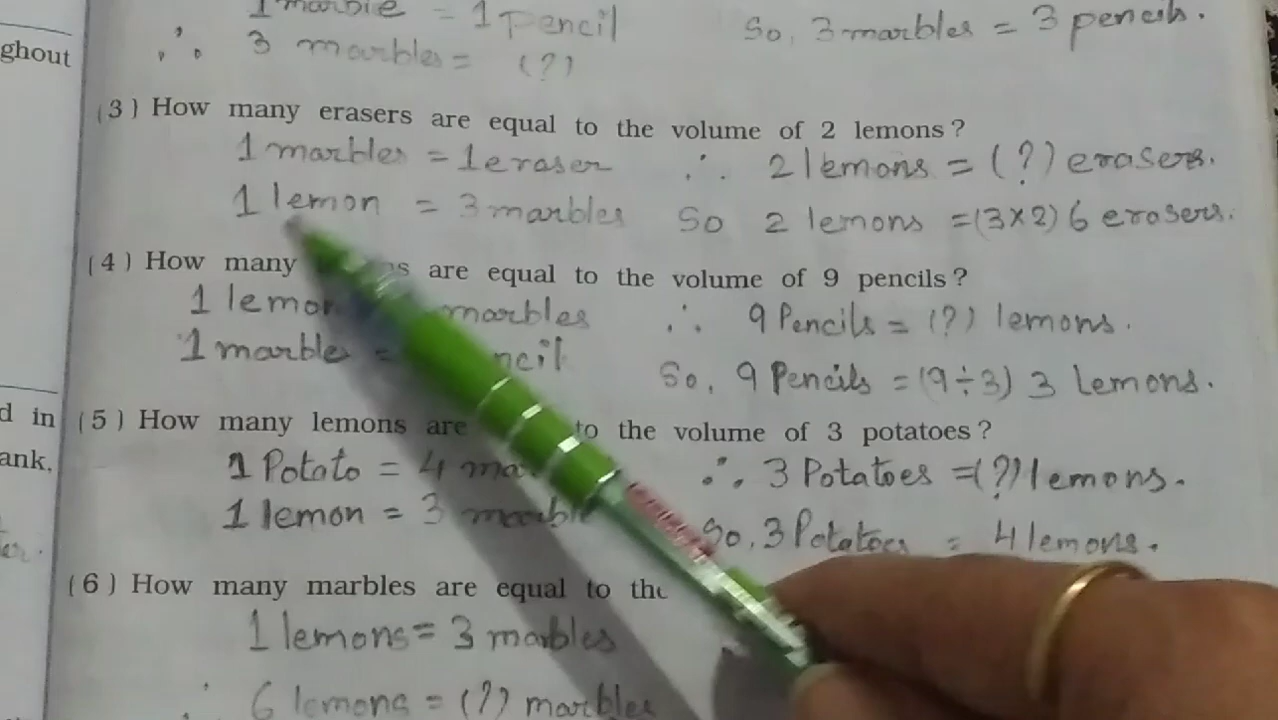 1 marble = 1 pencil So, 3 marbles = 3 pencils.
ghout
∴ 3 marbles = (?)
(3) How many erasers are equal to the volume of 2 lemons?
1 marbles = 1 eraser ∴ 2 lemons = (?) erasers.
1 lemon = 3 marbles So 2 lemons = (3×2) 6 erasers.
(4) How many are equal to the volume of 9 pencils?
1 lemon marbles ∴ 9 Pencils = (?) lemons.
1 marble = So, 9 Pencils = (9÷3) 3 Lemons.
d in
(5) How many lemons are to the volume of 3 potatoes?
ank,
1 Potato = 4 ∴ 3 Potatoes = (?) lemons.
1 lemon = 3 marble So, 3 Potatoes = 4 lemons.
(6) How many marbles are equal to the
1 lemons = 3 marbles
∴ 6 lemons = (?) marbles